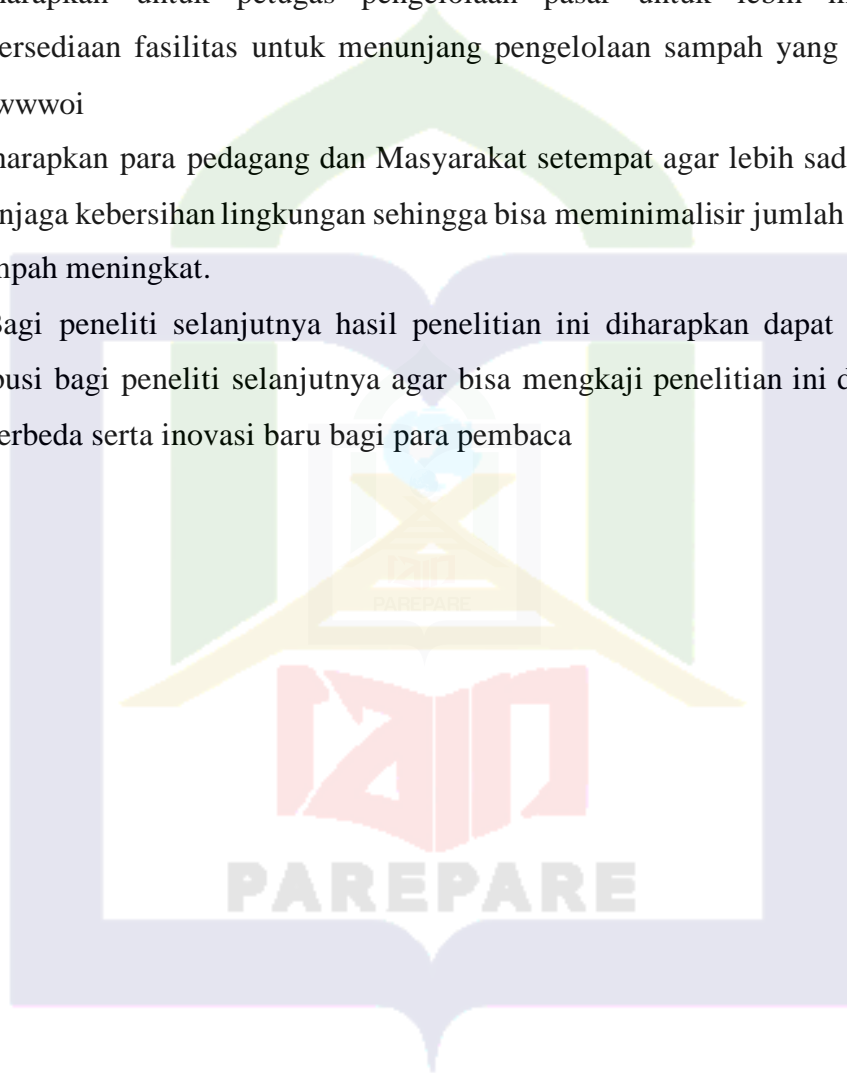 harapkan untuk petugas pengelolaan pasar untuk lebih
ersediaan fasilitas untuk menunjang pengelolaan sampah yang
wwwoi
harapkan para pedagang dan Masyarakat setempat agar lebih sad
njaga kebersihan lingkungan sehingga bisa meminimalisir jumlah
npah meningkat.
Bagi peneliti selanjutnya hasil penelitian ini diharapkan dapat
busi bagi peneliti selanjutnya agar bisa mengkaji penelitian ini d
erbeda serta inovasi baru bagi para pembaca
IAIN
PAREPARE
IAIN
PAREPARE